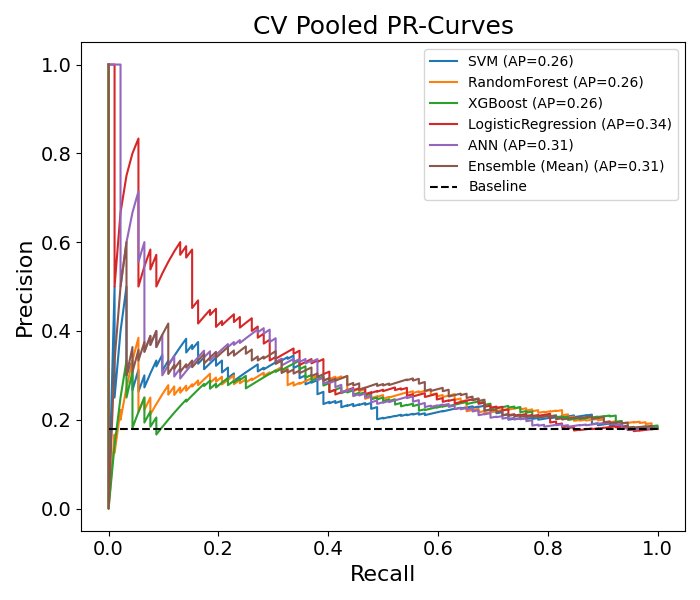 CV Pooled PR-Curves
SVM (AP=0.26)
RandomForest (AP=0.26)
XGBoost (AP=0.26)
LogisticRegression (AP=0.34)
ANN (AP=0.31)
Ensemble (Mean) (AP=0.31)
Baseline
Precision
1.0
0.8
0.6
0.4
0.2
0.0
0.0 0.2 0.4 0.6 0.8 1.0
Recall